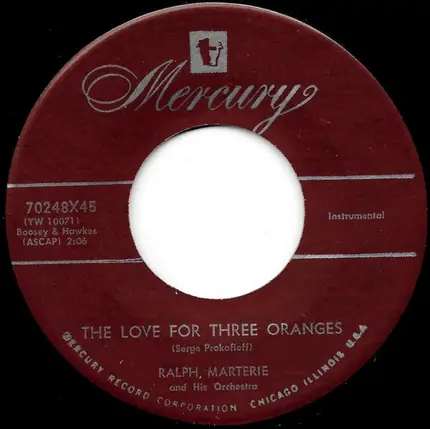 Mercury
70248X45
(YW 10071)
Boosey & Hawkes
(ASCAP) 2:06
Instrumental
THE LOVE FOR THREE ORANGES
(Serge Prokofieff)
RALPH MARTERIE
and His Orchestra
MERCURY RECORD CORPORATION CHICAGO ILLINOIS U.S.A